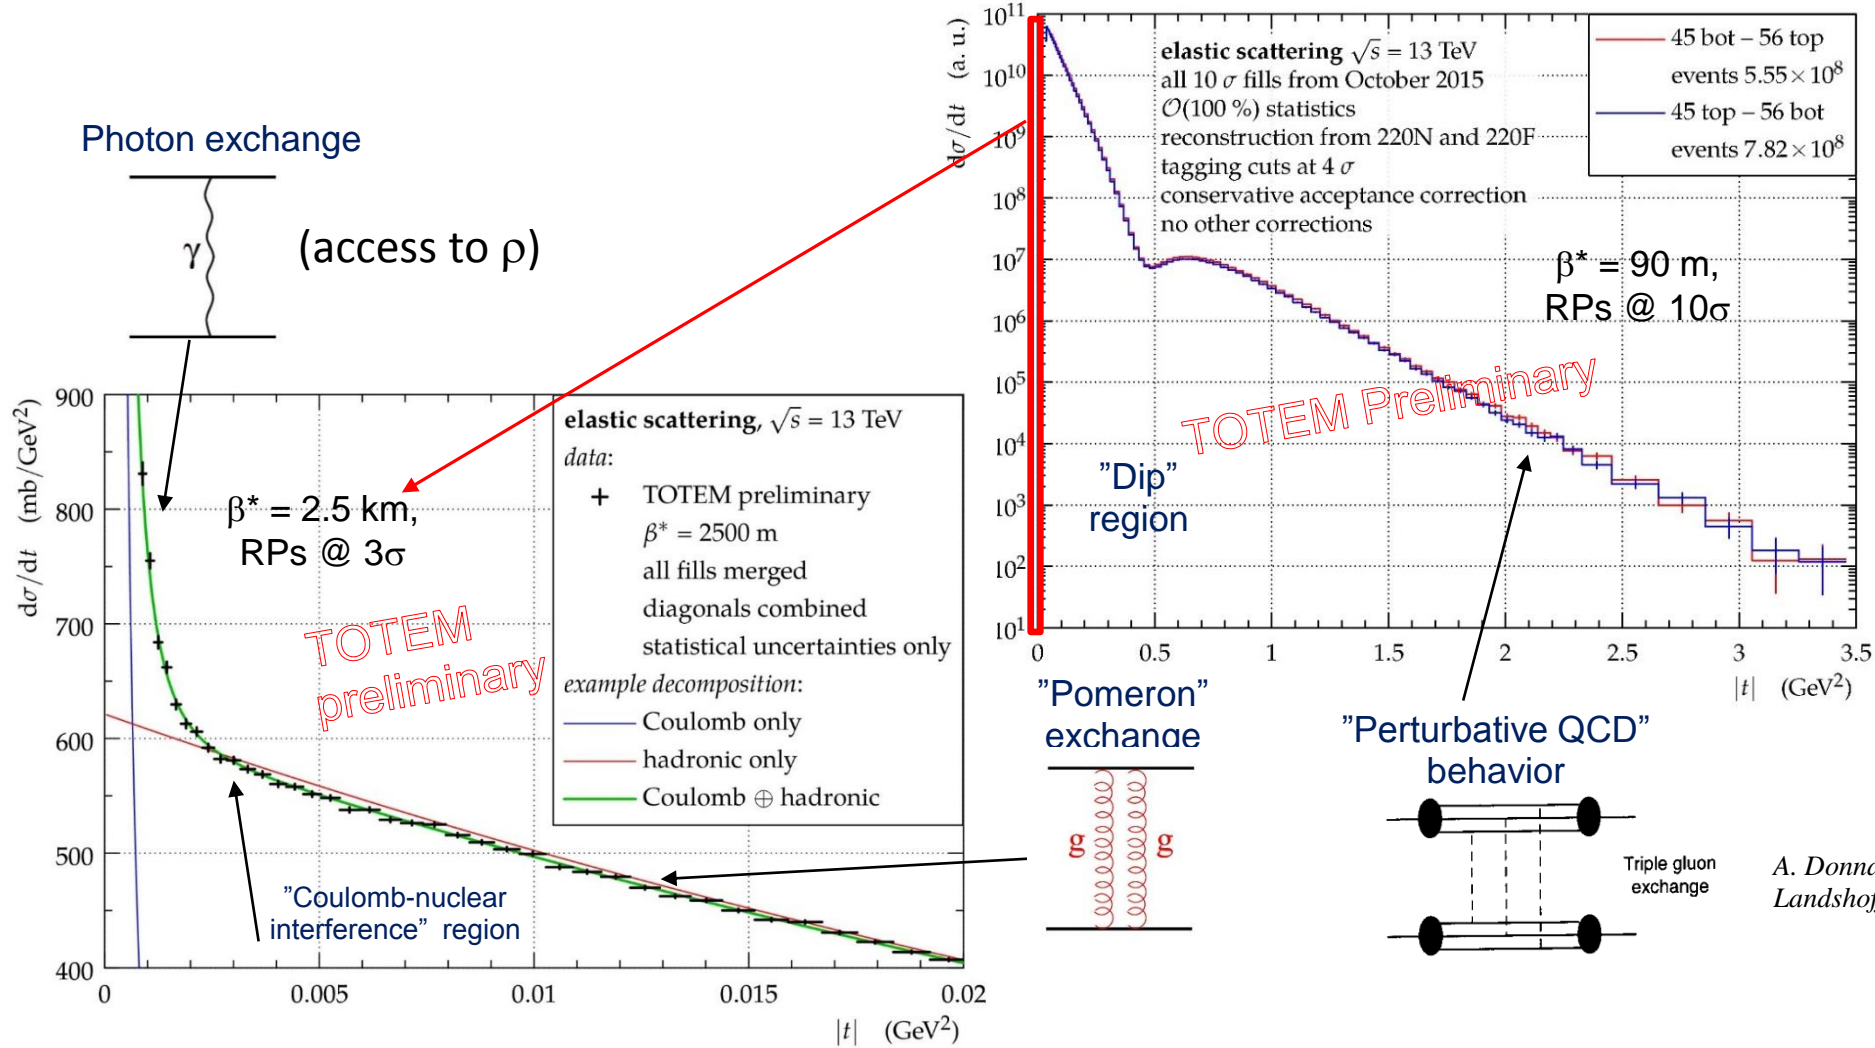 Photon exchange
γ
(access to ρ)
900
800
700
600
500
400
dσ/dt (mb/GeV²)
0
0.005
0.01
0.015
0.02
|t| (GeV²)
β* = 2.5 km,
RPs @ 3σ
TOTEM
preliminary
"Coulomb-nuclear
interference" region
elastic scattering, √s = 13 TeV
data:
TOTEM preliminary
β* = 2500 m
all fills merged
diagonals combined
statistical uncertainties only
example decomposition:
Coulomb only
hadronic only
Coulomb ⊕ hadronic
dσ/dt (a. u.)
10¹¹
10¹⁰
10⁹
10⁸
10⁷
10⁶
10⁵
10⁴
10³
10²
10¹
elastic scattering √s = 13 TeV
all 10 σ fills from October 2015
𝒪(100 %) statistics
reconstruction from 220N and 220F
tagging cuts at 4 σ
conservative acceptance correction
no other corrections
45 bot – 56 top
events 5.55×10⁸
45 top – 56 bot
events 7.82×10⁸
β* = 90 m,
RPs @ 10σ
TOTEM Preliminary
"Dip"
region
0
0.5
1
1.5
2
2.5
3
3.5
|t| (GeV²)
"Pomeron"
exchange
g
g
"Perturbative QCD"
behavior
Triple gluon
exchange
A. Donna
Landshof